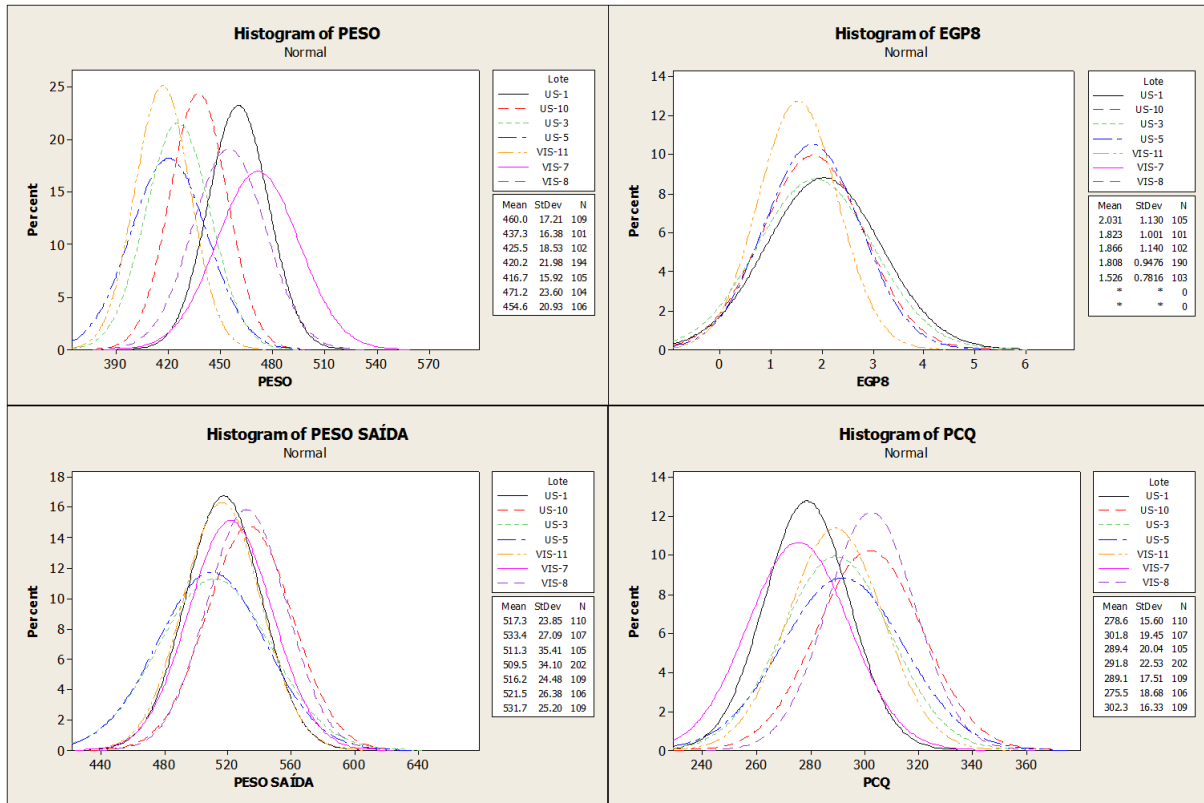 Histogram of PESO
Normal
25
20
15
10
5
0
Percent
390 420 450 480 510 540 570
PESO
Lote
US-1
US-10
US-3
US-5
VIS-11
VIS-7
VIS-8
Mean StDev N
460.0 17.21 109
437.3 16.38 101
425.5 18.53 102
420.2 21.98 194
416.7 15.92 105
471.2 23.60 104
454.6 20.93 106
Histogram of EGP8
Normal
14
12
10
8
6
4
2
0
Percent
0 1 2 3 4 5 6
EGP8
Lote
US-1
US-10
US-3
US-5
VIS-11
VIS-7
VIS-8
Mean StDev N
2.031 1.130 105
1.823 1.001 101
1.866 1.140 102
1.808 0.9476 190
1.526 0.7816 103
* * 0
* * 0
Histogram of PESO SAÍDA
Normal
18
16
14
12
10
8
6
4
2
0
Percent
440 480 520 560 600 640
PESO SAÍDA
Lote
US-1
US-10
US-3
US-5
VIS-11
VIS-7
VIS-8
Mean StDev N
517.3 23.85 110
533.4 27.09 107
511.3 35.41 105
509.5 34.10 202
516.2 24.48 109
521.5 26.38 106
531.7 25.20 109
Histogram of PCQ
Normal
14
12
10
8
6
4
2
0
Percent
240 260 280 300 320 340 360
PCQ
Lote
US-1
US-10
US-3
US-5
VIS-11
VIS-7
VIS-8
Mean StDev N
278.6 15.60 110
301.8 19.45 107
289.4 20.04 105
291.8 22.53 202
289.1 17.51 109
275.5 18.68 106
302.3 16.33 109